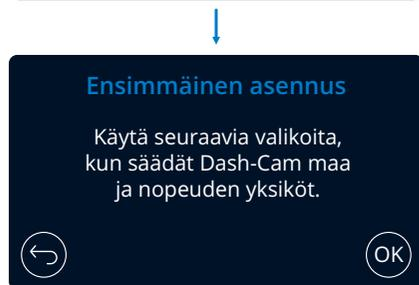 Ensimmäinen asennus
Käytä seuraavia valikoita,
kun säädät Dash-Cam maa
ja nopeuden yksiköt.
OK